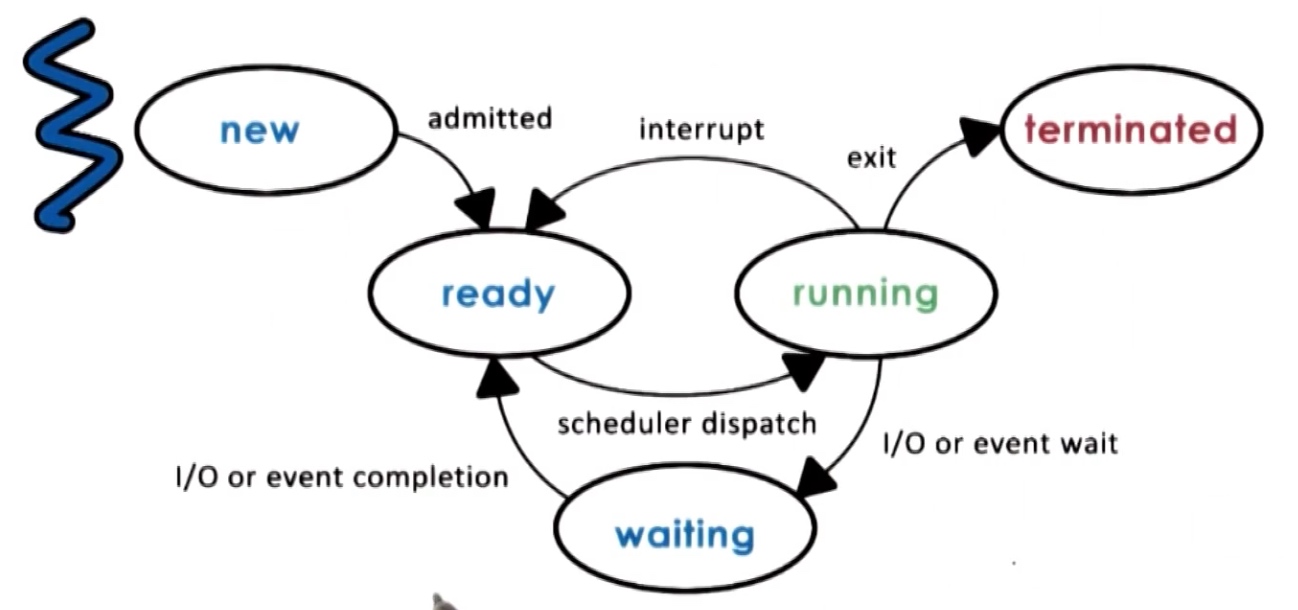 new
admitted
interrupt
exit
terminated
ready
running
scheduler dispatch
I/O or event wait
I/O or event completion
waiting